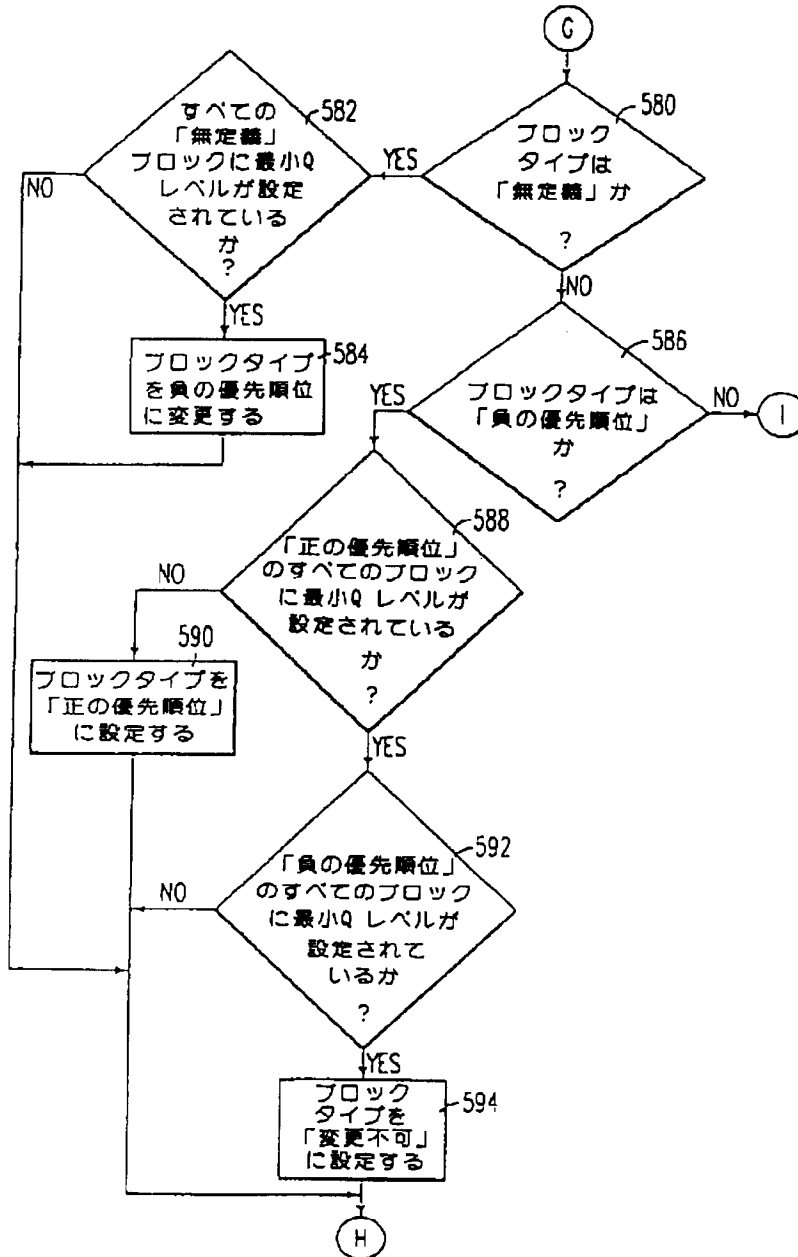 G
580
ブロック
タイプは
「無定義」か
?
YES
NO
582
すべての
「無定義」
ブロックに最小Q
レベルが設定
されている
か
?
NO
YES
584
ブロックタイプ
を負の優先順位
に変更する
586
ブロックタイプは
「負の優先順位」
か
?
YES
NO
I
588
「正の優先順位」
のすべてのブロック
に最小Q レベルが
設定されている
か
?
NO
YES
590
ブロックタイプを
「正の優先順位」
に設定する
592
「負の優先順位」
のすべてのブロック
に最小Q レベルが
設定されて
いるか
?
NO
YES
594
ブロック
タイプを
「変更不可」
に設定する
H